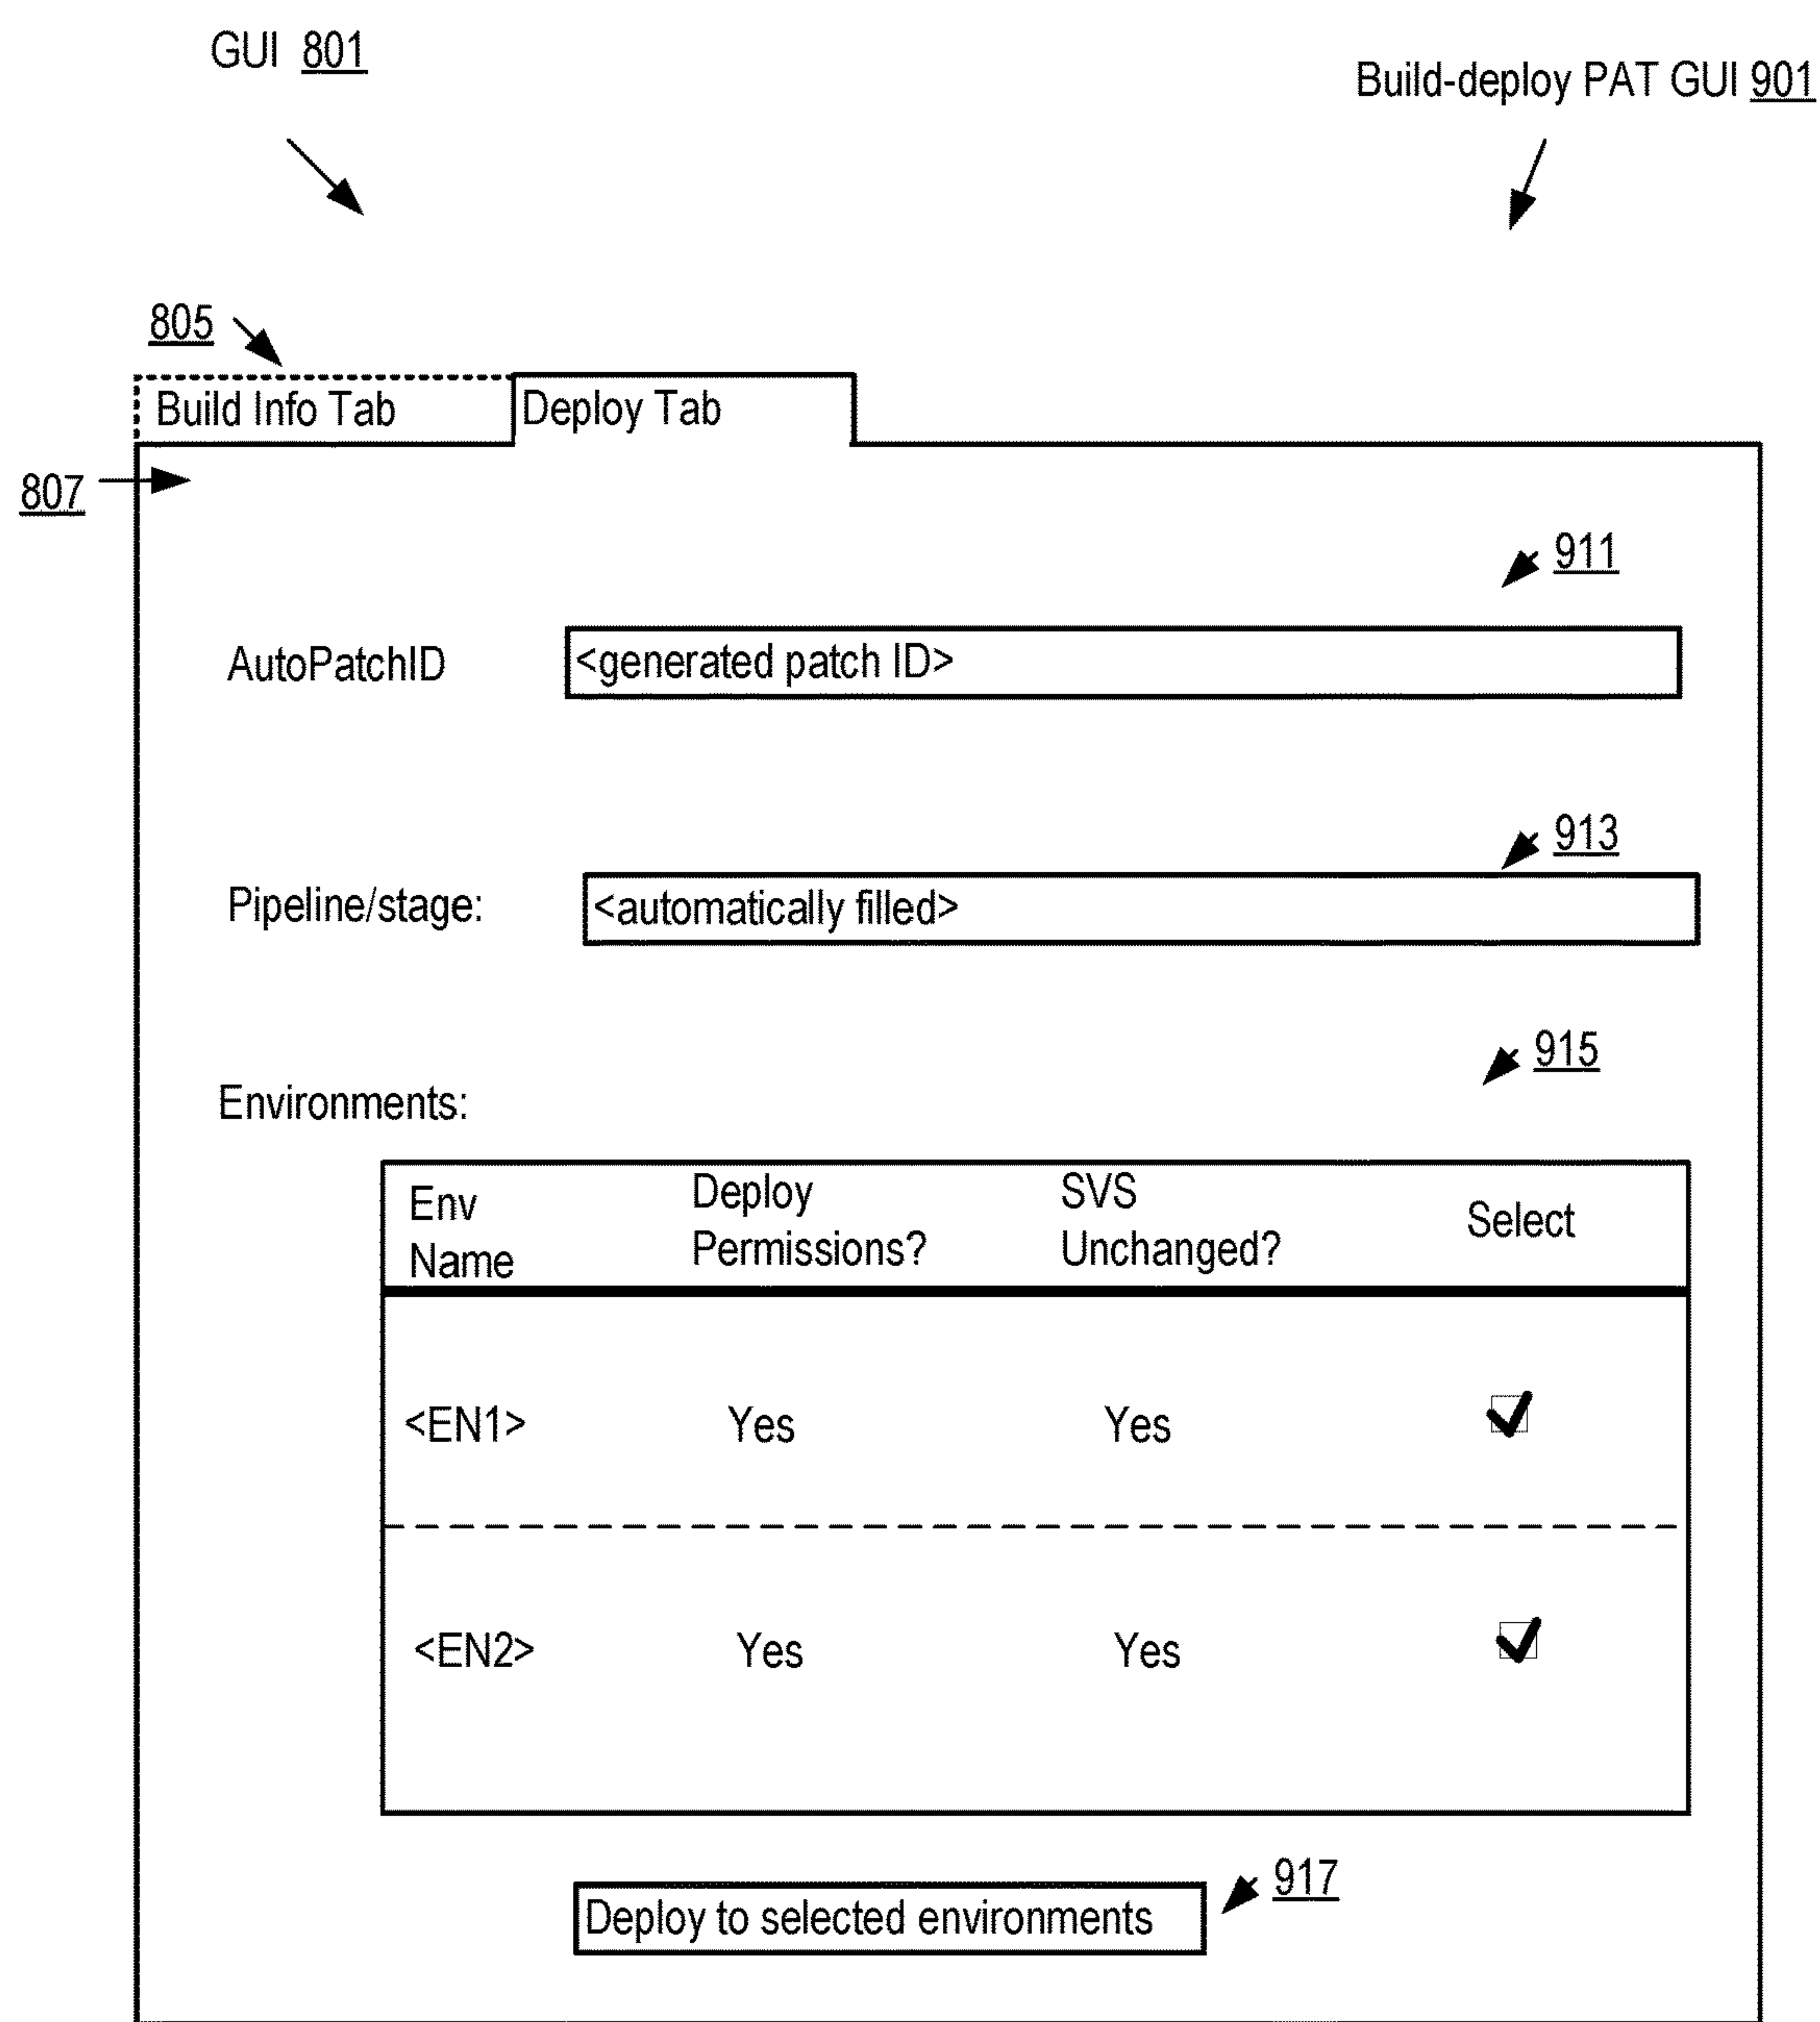 GUI 801
Build-deploy PAT GUI 901
805
Build Info Tab
Deploy Tab
807
911
AutoPatchID
<generated patch ID>
913
Pipeline/stage:
<automatically filled>
915
Environments:
Env
Name
Deploy
Permissions?
SVS
Unchanged?
Select
<EN1>
Yes
Yes
<EN2>
Yes
Yes
917
Deploy to selected environments